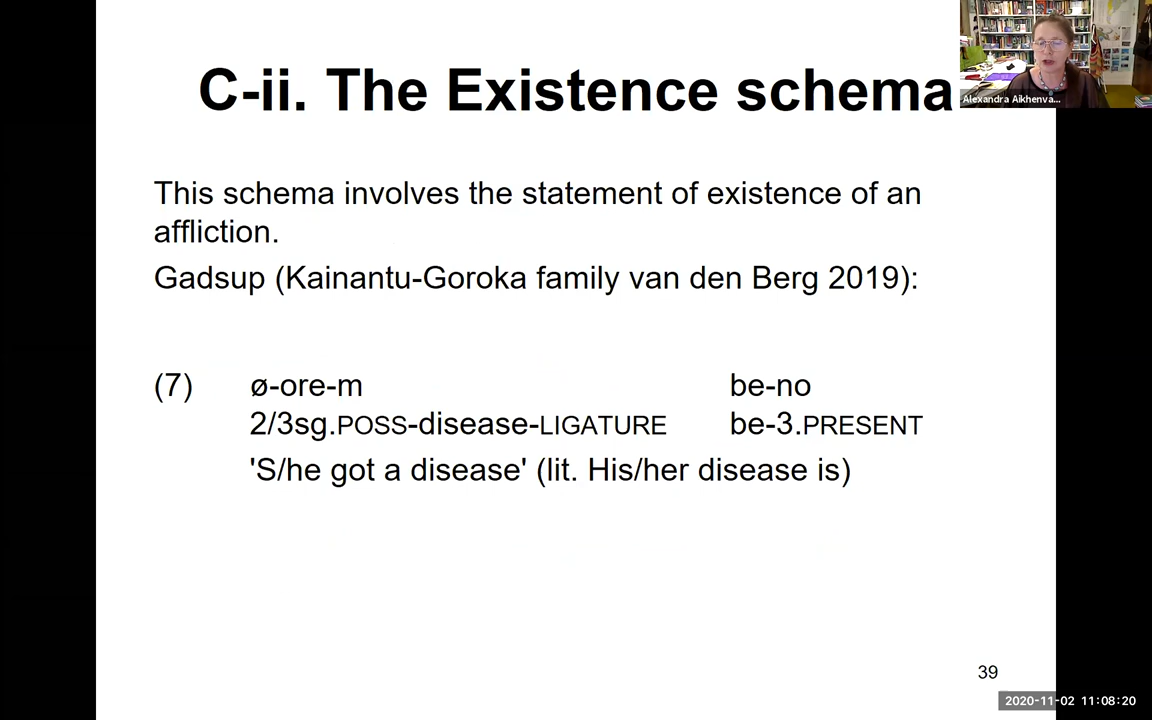 C-ii. The Existence schema
Alexandra Aikhenva...
This schema involves the statement of existence of an
affliction.
Gadsup (Kainantu-Goroka family van den Berg 2019):
(7) ø-ore-m be-no
2/3sg.POSS-disease-LIGATURE be-3.PRESENT
'S/he got a disease' (lit. His/her disease is)
39
2020-11-02 11:08:20